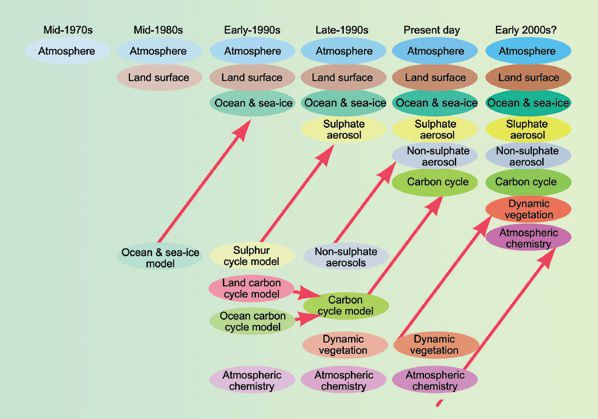 Mid-1970s Mid-1980s Early-1990s Late-1990s Present day Early 2000s?
Atmosphere Atmosphere Atmosphere Atmosphere Atmosphere Atmosphere
Land surface Land surface Land surface Land surface Land surface
Ocean & sea-ice Ocean & sea-ice Ocean & sea-ice Ocean & sea-ice
Sulphate Sulphate Sluphate
aerosol aerosol aerosol
Non-sulphate Non-sulphate
aerosol aerosol
Carbon cycle Carbon cycle
Dynamic
vegetation
Atmospheric
chemistry
Ocean & sea-ice Sulphur Non-sulphate
model cycle model aerosols
Land carbon
cycle model
Carbon
cycle model
Ocean carbon
cycle model
Dynamic Dynamic
vegetation vegetation
Atmospheric Atmospheric Atmospheric
chemistry chemistry chemistry